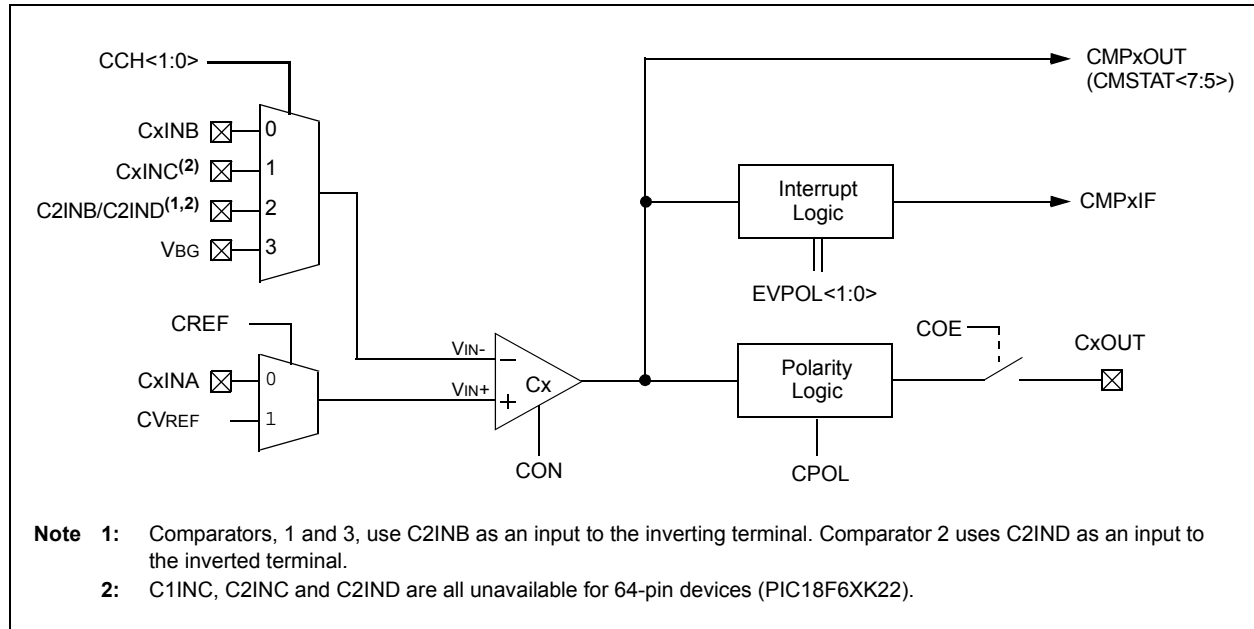 CCH<1:0>
CMPxOUT
(CMSTAT<7:5>)
CxINB
0
CxINC(2)
1
C2INB/C2IND(1,2)
2
VBG
3
Interrupt
Logic
CMPxIF
EVPOL<1:0>
CREF
COE
CxOUT
VIN-
CxINA
0
Cx
Polarity
Logic
VIN+
CVREF
1
CON
CPOL
Note 1: Comparators, 1 and 3, use C2INB as an input to the inverting terminal. Comparator 2 uses C2IND as an input to
the inverted terminal.
2: C1INC, C2INC and C2IND are all unavailable for 64-pin devices (PIC18F6XK22).